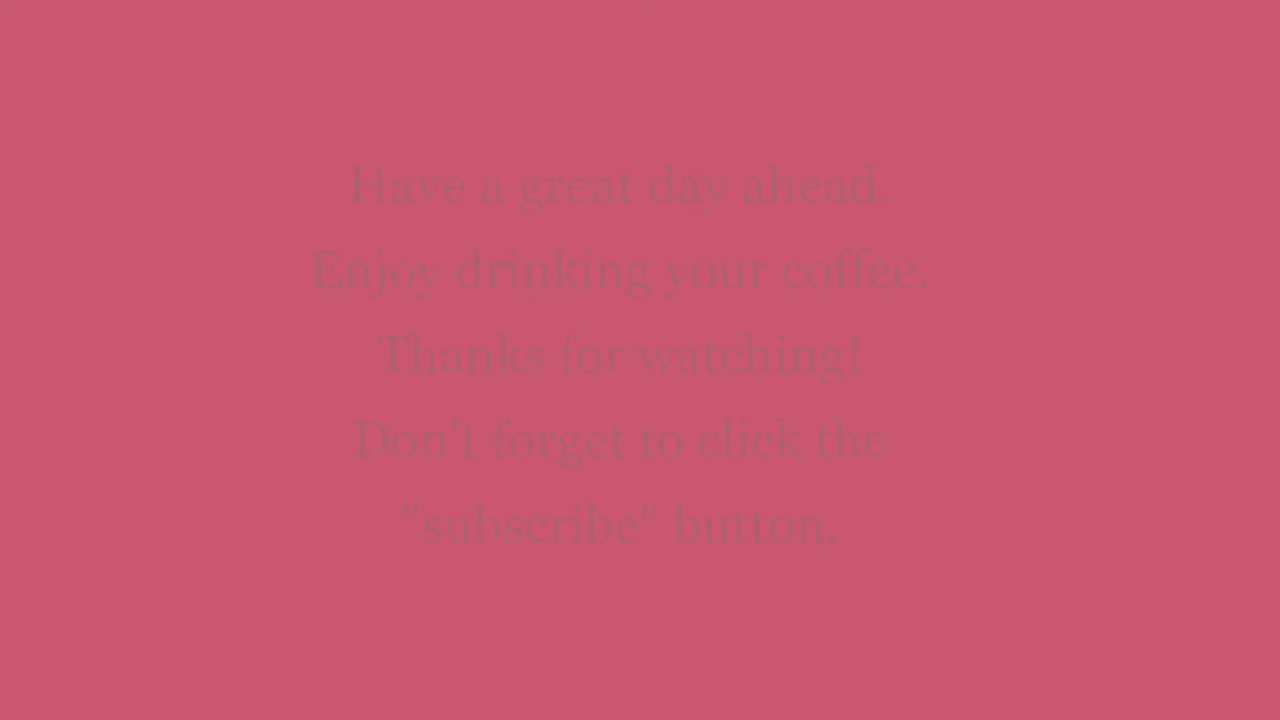 Have a great day ahead.
Enjoy drinking your coffee.
Thanks for watching!
Don't forget to click the
"subscribe" button.